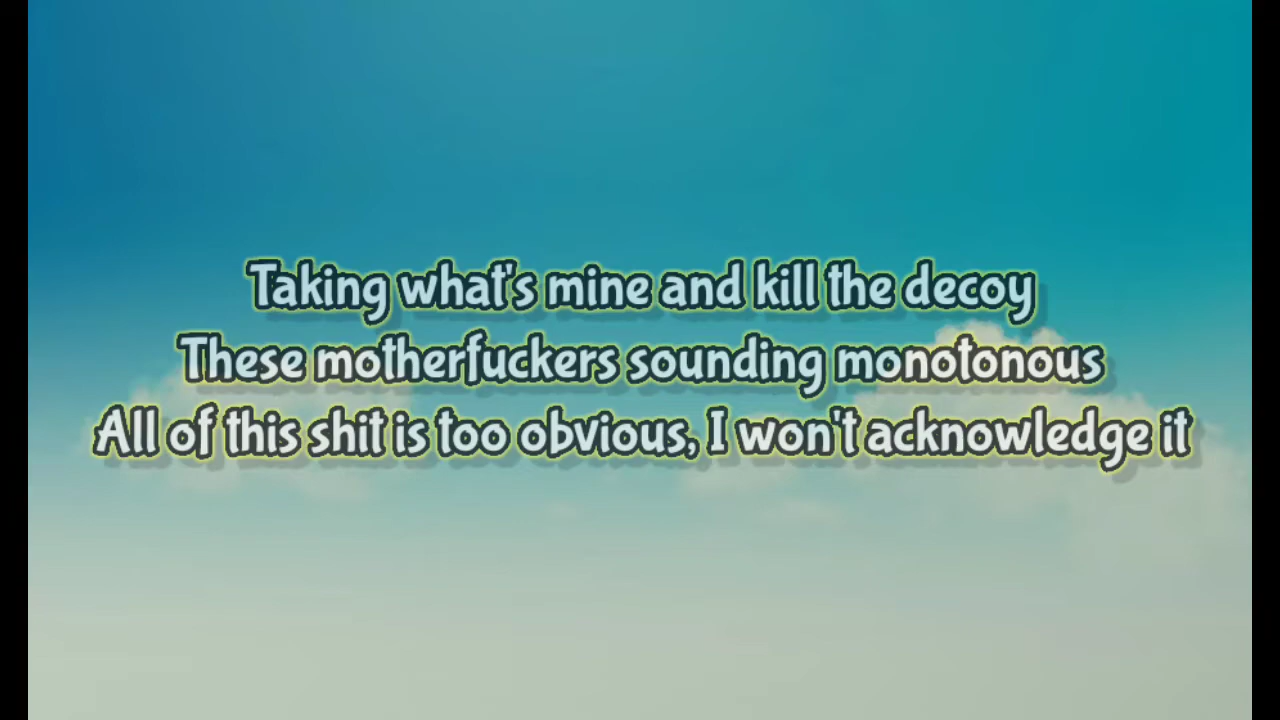 Taking what's mine and kill the decoy
These motherfuckers sounding monotonous
All of this shit is too obvious, I won't acknowledge it